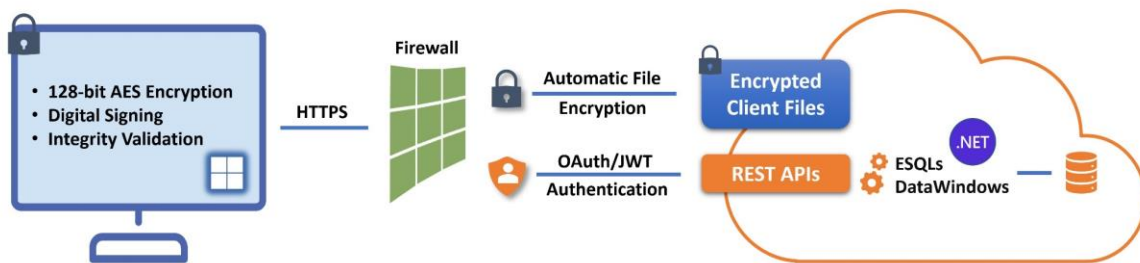 • 128-bit AES Encryption
• Digital Signing
• Integrity Validation
HTTPS
Firewall
Automatic File
Encryption
OAuth/JWT
Authentication
Encrypted
Client Files
REST APIs
.NET
ESQLs
DataWindows